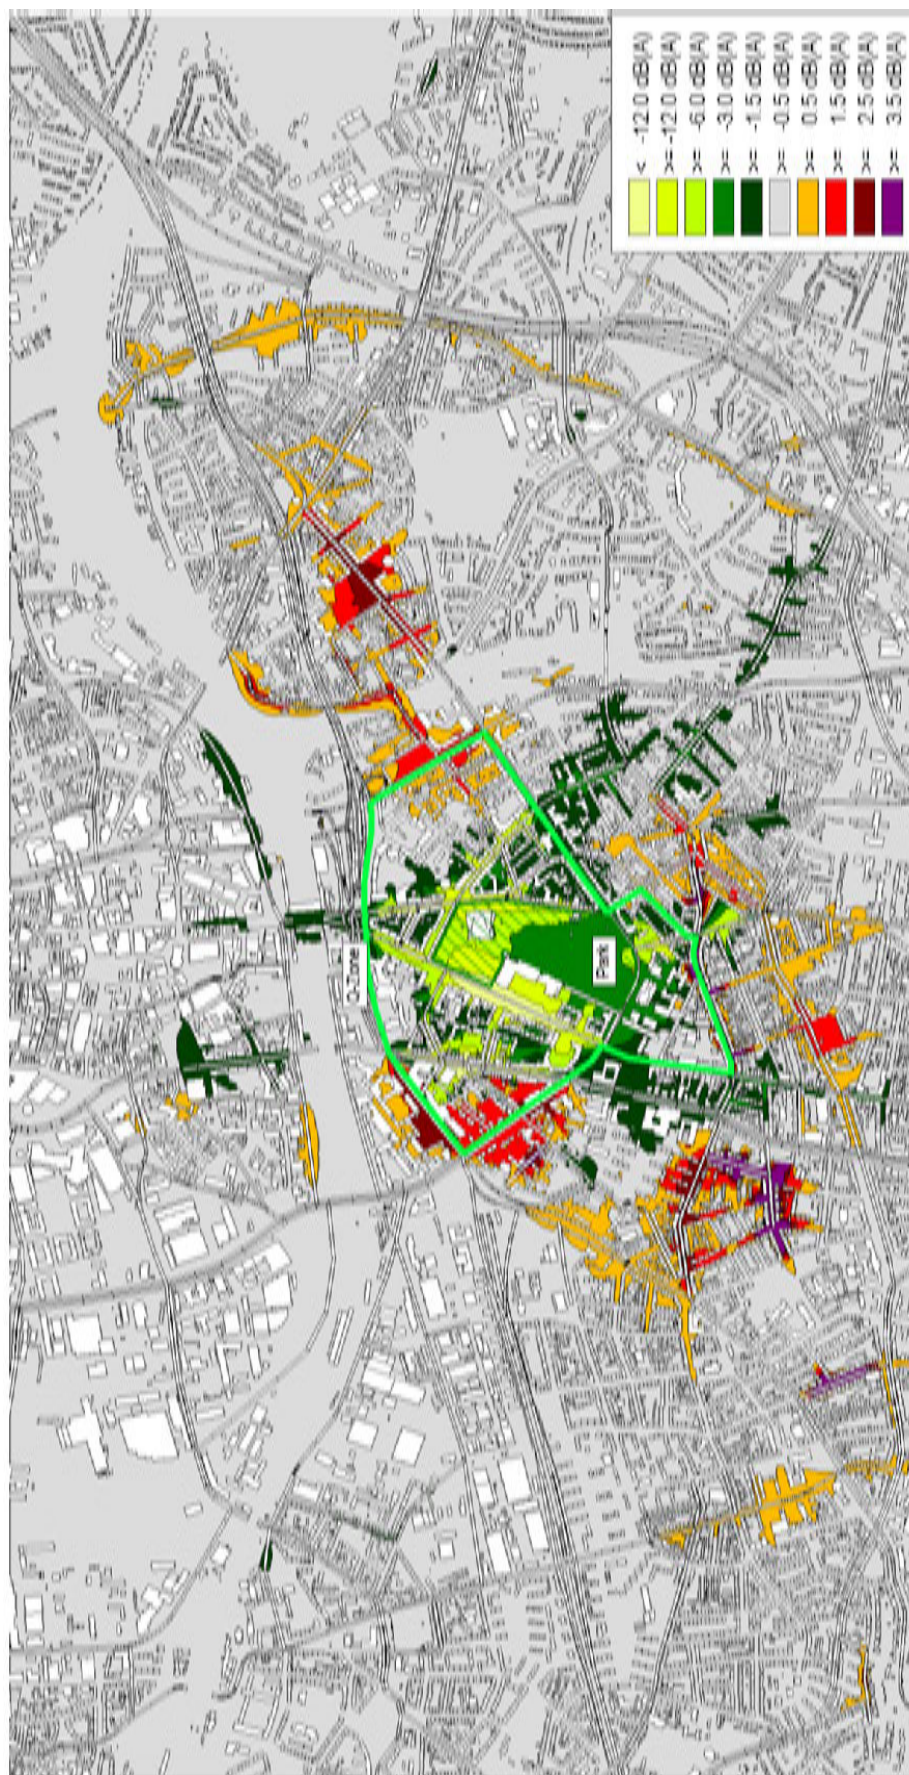 Q-Zone
Park
< -12.0 dB(A)
>= -12.0 dB(A)
>= -6.0 dB(A)
>= -3.0 dB(A)
>= -1.5 dB(A)
>= -0.5 dB(A)
>= 0.5 dB(A)
>= 1.5 dB(A)
>= 2.5 dB(A)
>= 3.5 dB(A)